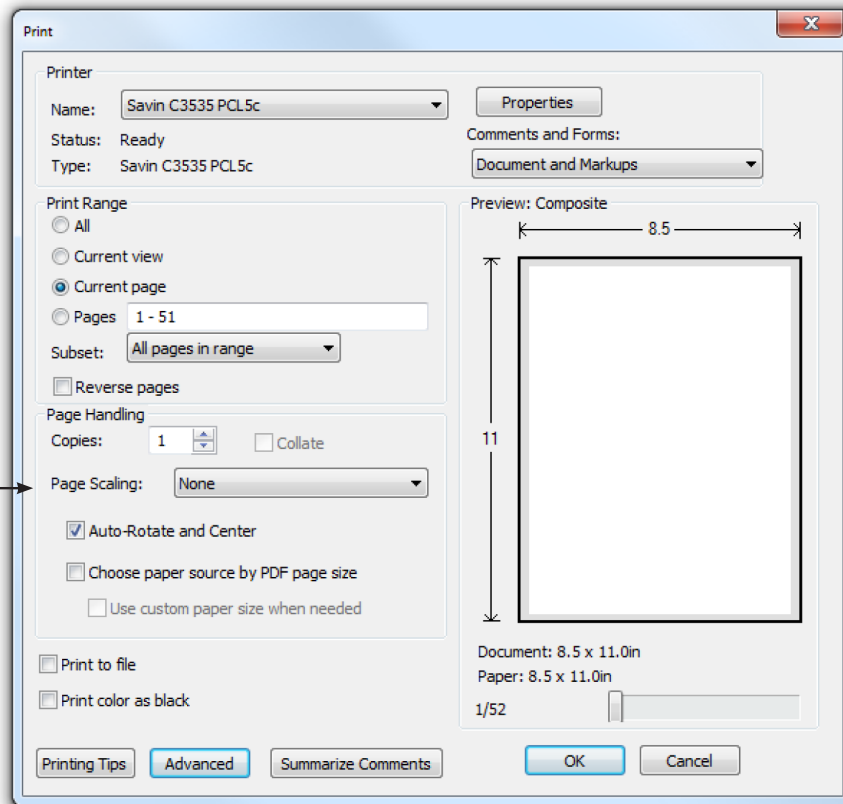 Print
Printer
Name: Savin C3535 PCL5c
Properties
Status: Ready
Comments and Forms:
Type: Savin C3535 PCL5c
Document and Markups
Print Range
All
Current view
Current page
Pages 1 - 51
Subset: All pages in range
Reverse pages
Page Handling
Copies: 1 Collate
Page Scaling: None
Auto-Rotate and Center
Choose paper source by PDF page size
Use custom paper size when needed
Print to file
Print color as black
Preview: Composite
8.5
11
Document: 8.5 x 11.0in
Paper: 8.5 x 11.0in
1/52
Printing Tips Advanced Summarize Comments OK Cancel